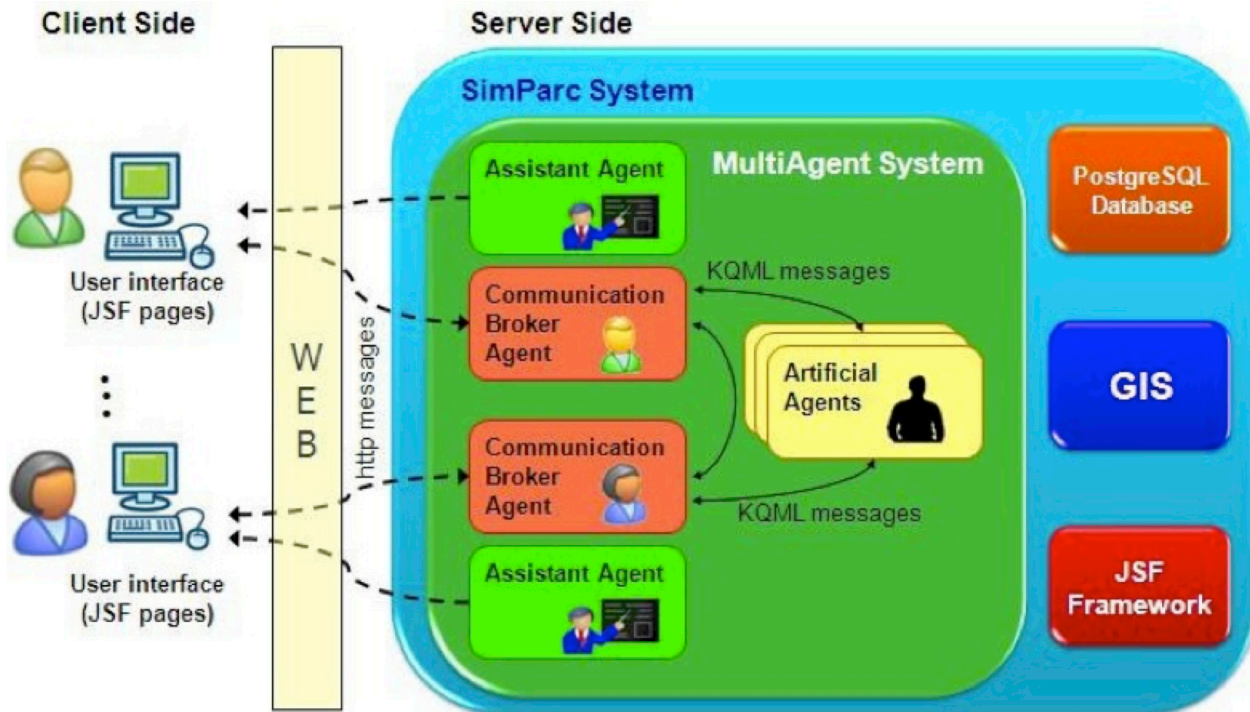 Client Side
Server Side
SimParc System
MultiAgent System
Assistant Agent
PostgreSQL
Database
User interface
(JSF pages)
KQML messages
Communication
Broker
Agent
WEB
http messages
Artificial
Agents
GIS
Communication
Broker
Agent
KQML messages
User interface
(JSF pages)
Assistant Agent
JSF
Framework